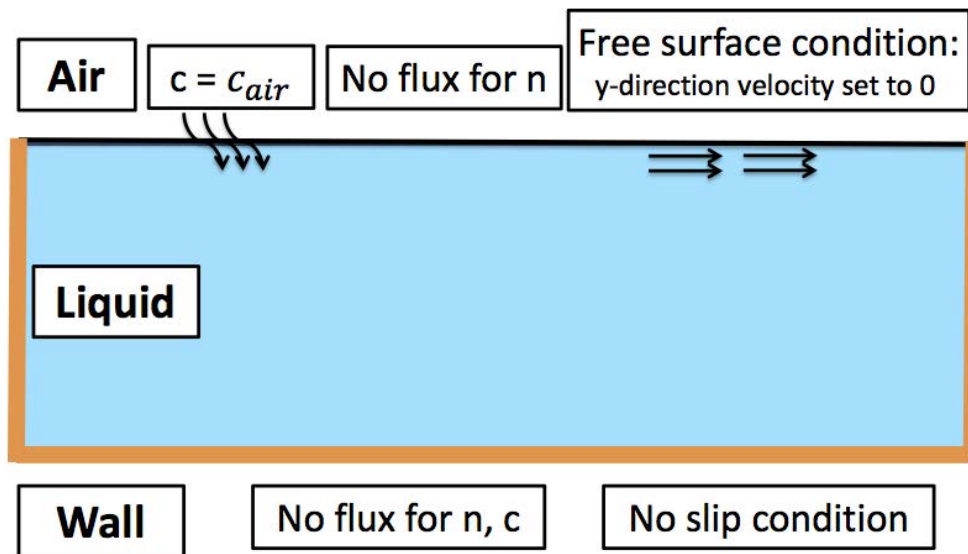 Air
c = c_air
No flux for n
Free surface condition:
y-direction velocity set to 0
Liquid
Wall
No flux for n, c
No slip condition